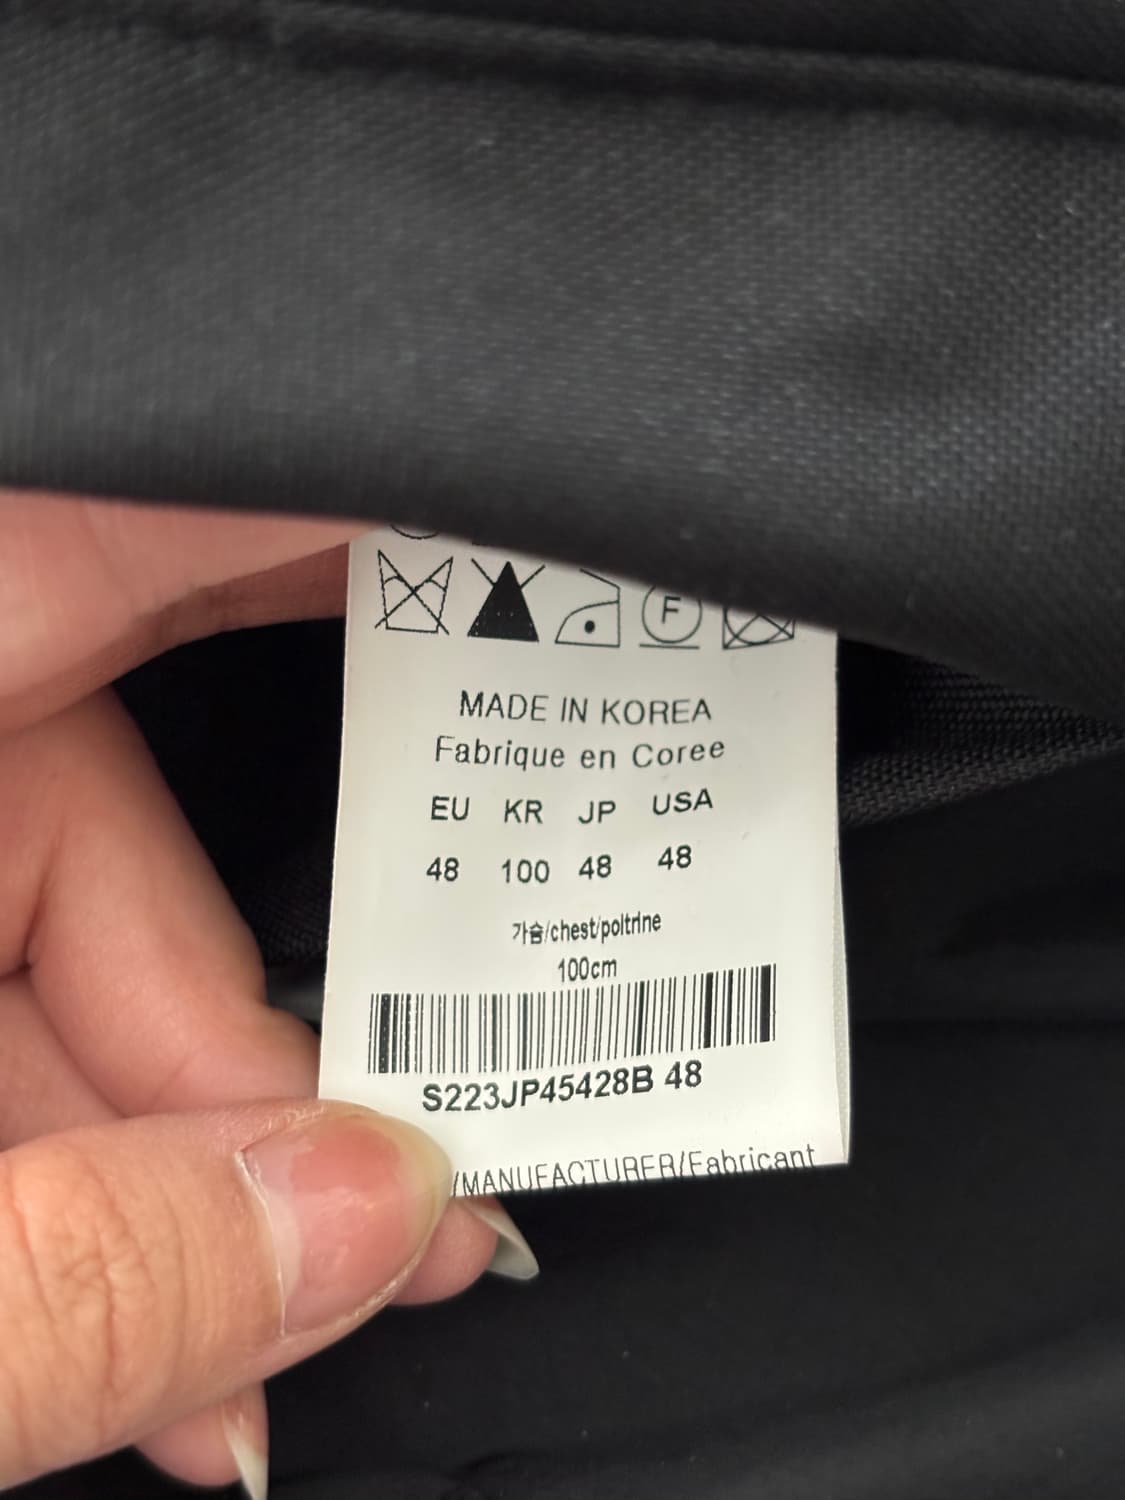 F
MADE IN KOREA
Fabrique en Coree
EU KR JP USA
48 100 48 48
가슴/chest/poltrine
100cm
S223JP45428B 48
/MANUFACTURER/Fabricant